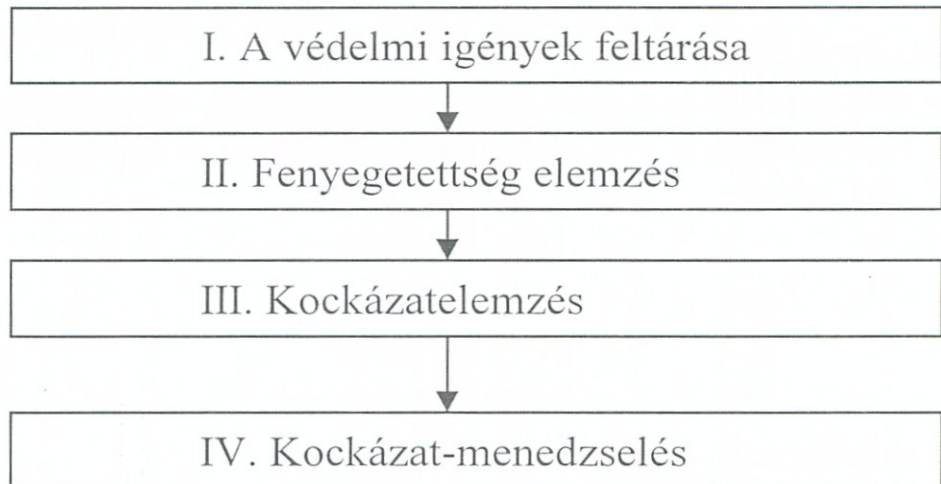 I. A védelmi igények feltárása
II. Fenyegetettség elemzés
III. Kockázatelemzés
IV. Kockázat-menedzselés